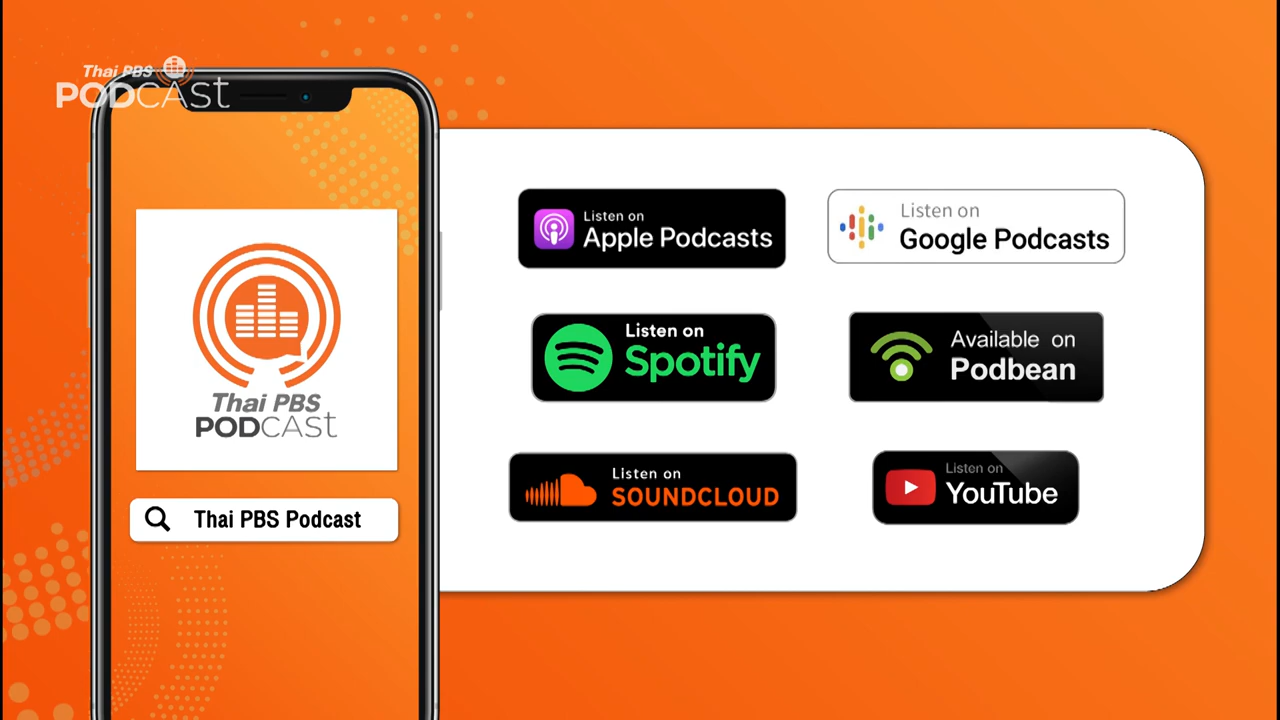 Thai PBS
PODCAST
Thai PBS
PODCAST
Thai PBS Podcast
Listen on
Apple Podcasts
Listen on
Google Podcasts
Listen on
Spotify
Available on
Podbean
Listen on
SOUNDCLOUD
Listen on
YouTube